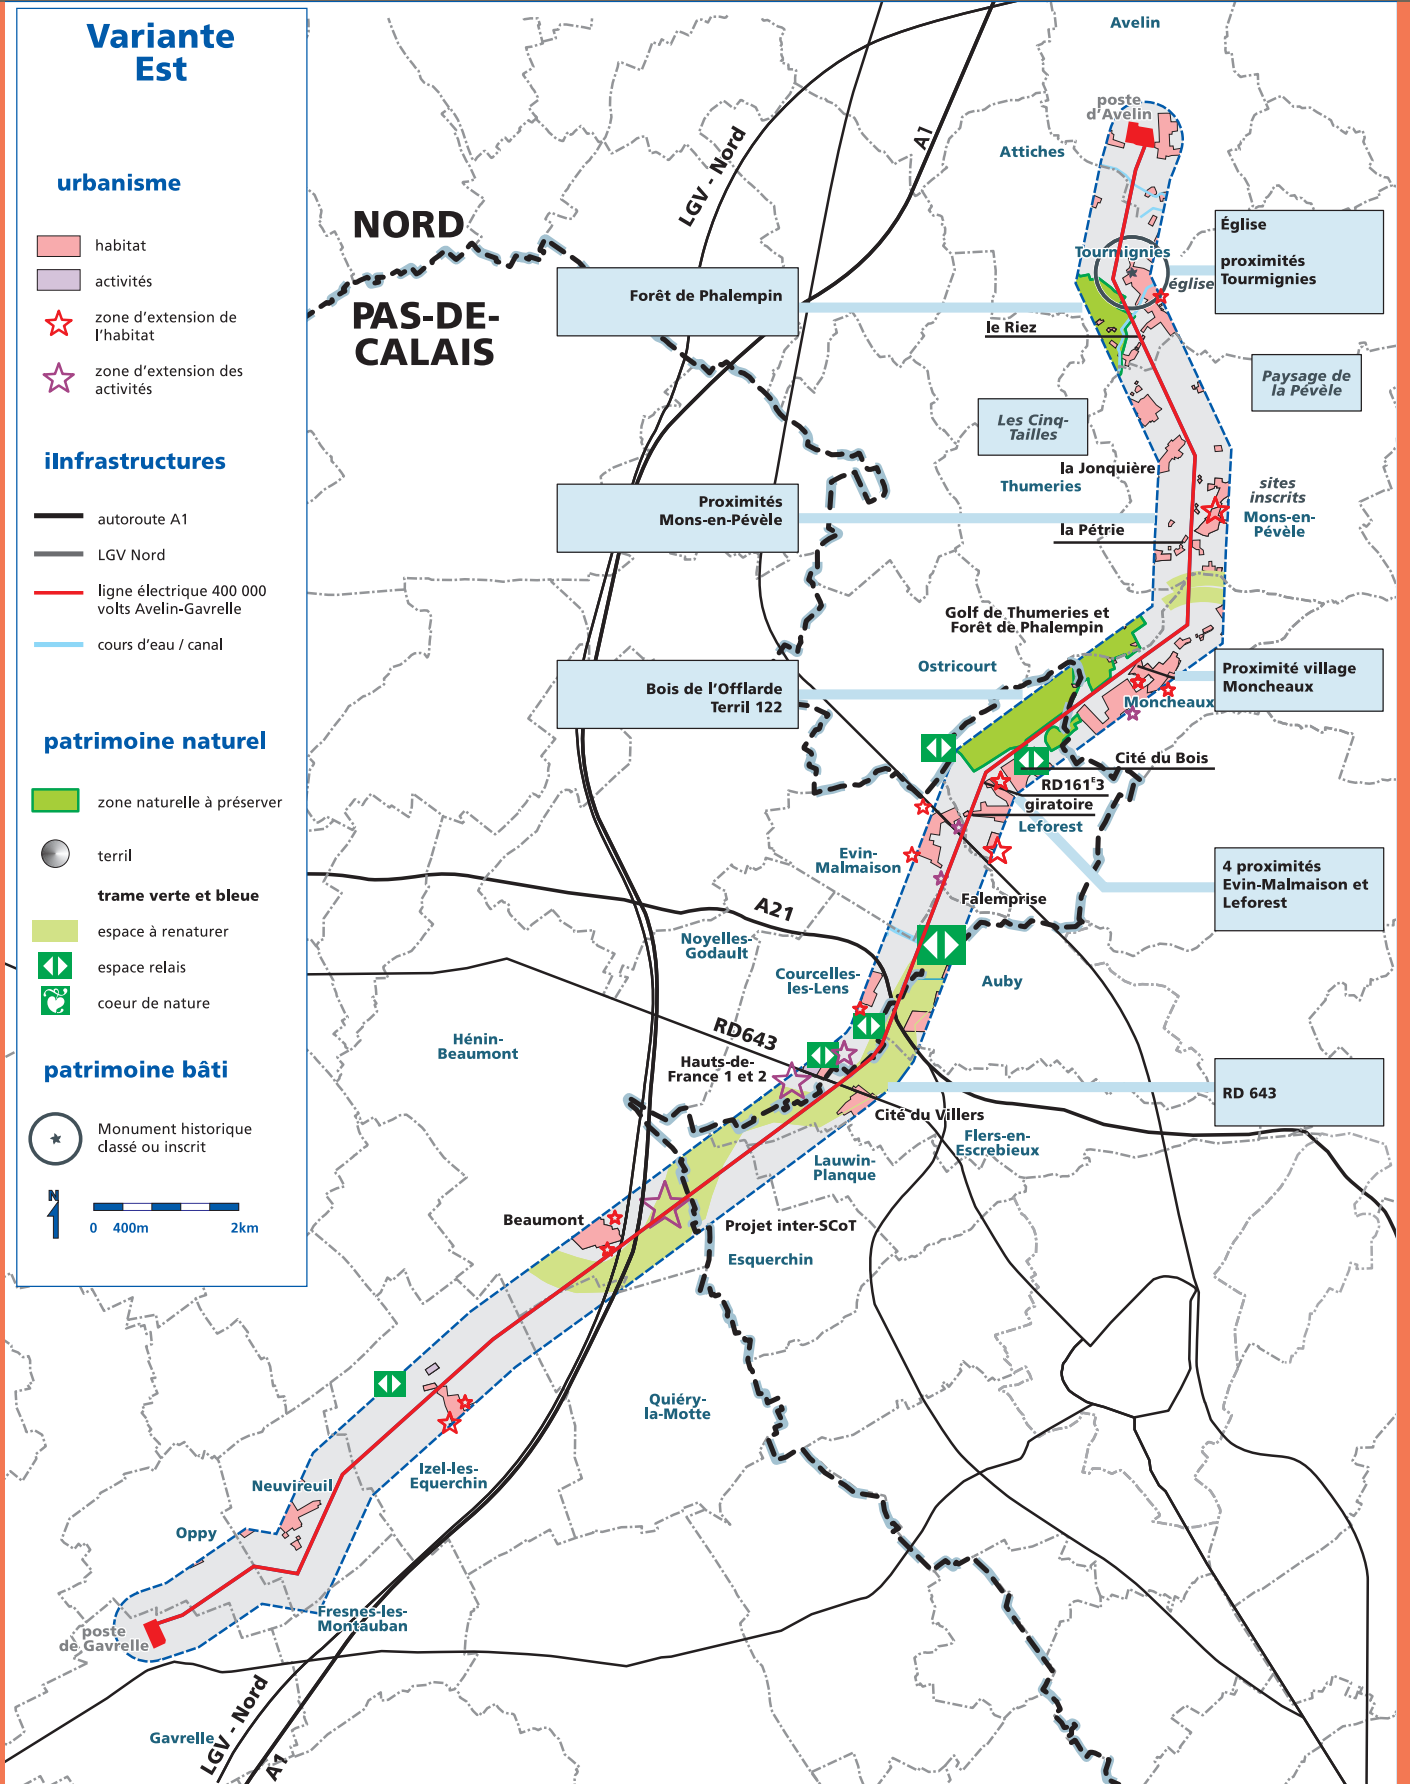 Variante
Est
urbanisme
habitat
activités
zone d'extension de
l'habitat
zone d'extension des
activités
iInfrastructures
autoroute A1
LGV Nord
ligne électrique 400 000
volts Avelin-Gavrelle
cours d'eau / canal
patrimoine naturel
zone naturelle à préserver
terril
trame verte et bleue
espace à renaturer
espace relais
coeur de nature
patrimoine bâti
Monument historique
classé ou inscrit
N
0 400m 2km
NORD
PAS-DE-
CALAIS
LGV - Nord
A1
Avelin
poste
d'Avelin
Attiches
Église
proximités
Tourmignies
Tourmignies
église
Forêt de Phalempin
le Riez
Paysage de
la Pévèle
Les Cinq-
Tailles
la Jonquière
Thumeries
sites
inscrits
Mons-en-
Pévèle
Proximités
Mons-en-Pévèle
la Pétrie
Golf de Thumeries et
Forêt de Phalempin
Ostricourt
Proximité village
Moncheaux
Bois de l'Offlarde
Terril 122
Moncheaux
Cité du Bois
RD161E3
giratoire
Leforest
Evin-
Malmaison
4 proximités
Evin-Malmaison et
Leforest
Falemprise
A21
Noyelles-
Godault
Courcelles-
les-Lens
Auby
RD643
Hénin-
Beaumont
Hauts-de-
France 1 et 2
RD 643
Cité du Villers
Flers-en-
Escrebieux
Lauwin-
Planque
Beaumont
Projet inter-SCoT
Esquerchin
Quiéry-
la-Motte
Izel-les-
Equerchin
Neuvireuil
Oppy
Fresnes-les-
Montauban
poste
de Gavrelle
Gavrelle
LGV - Nord
A1